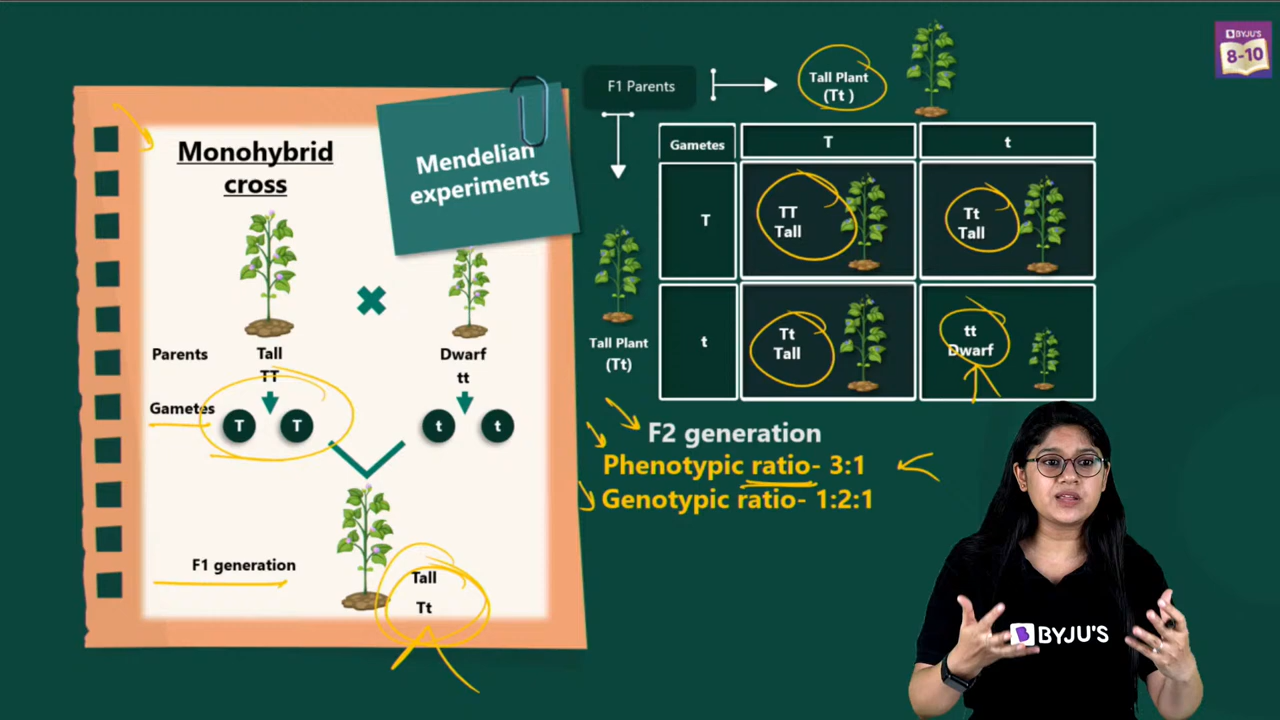 BYJU'S
8-10
Monohybrid
cross
Mendelian
experiments
Parents
Tall
TT
Dwarf
tt
Gametes
T
T
t
t
F1 generation
Tall
Tt
F1 Parents
Tall Plant
(Tt )
Tall Plant
(Tt)
Gametes
T
t
T
TT
Tall
Tt
Tall
t
Tt
Tall
tt
Dwarf
F2 generation
Phenotypic ratio- 3:1
Genotypic ratio- 1:2:1
BYJU'S